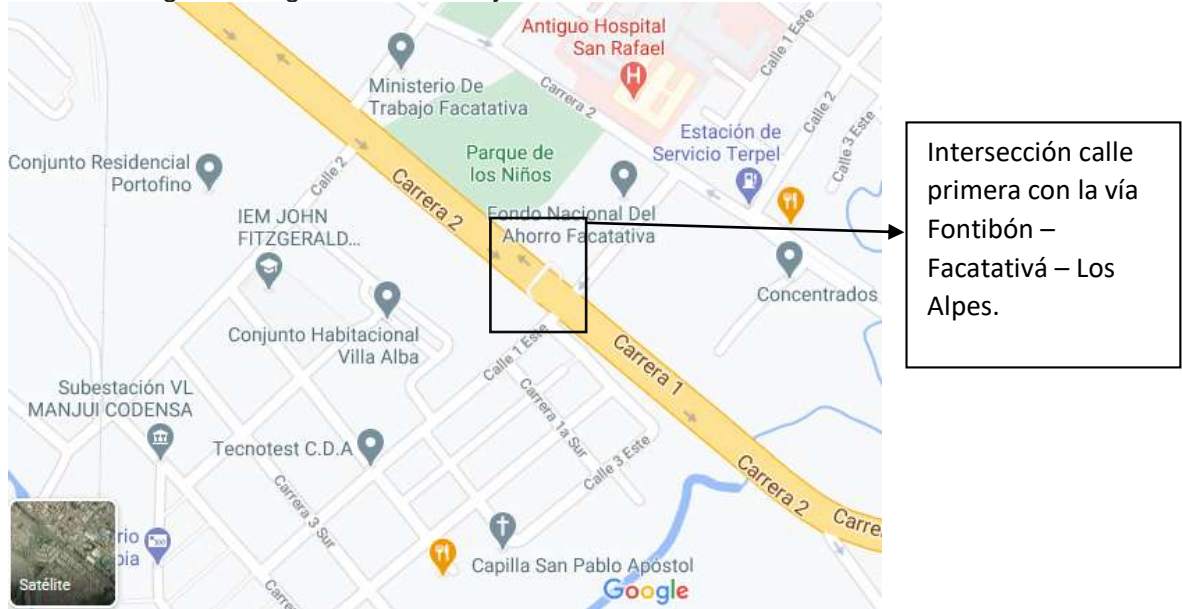 Antiguo Hospital
San Rafael
Calle 1 Este
Ministerio De
Trabajo Facatativa
Carrera 2
Calle 2
Estación de
Servicio Terpel
Calle 3 Este
Conjunto Residencial
Portofino
Parque de
los Niños
Calle 2
Carrera 2
IEM JOHN
FITZGERALD...
Fondo Nacional Del
Ahorro Facatativa
Concentrados
Conjunto Habitacional
Villa Alba
Calle 1 Este
Carrera 1
Subestación VL
MANJUI CODENSA
Carrera 1a Sur
Tecnotest C.D.A
Calle 3 Este
Carrera 2
Carrera 3 Sur
Carre
rio
bia
Capilla San Pablo Apóstol
Satélite
Google
Intersección calle
primera con la vía
Fontibón –
Facatativá – Los
Alpes.